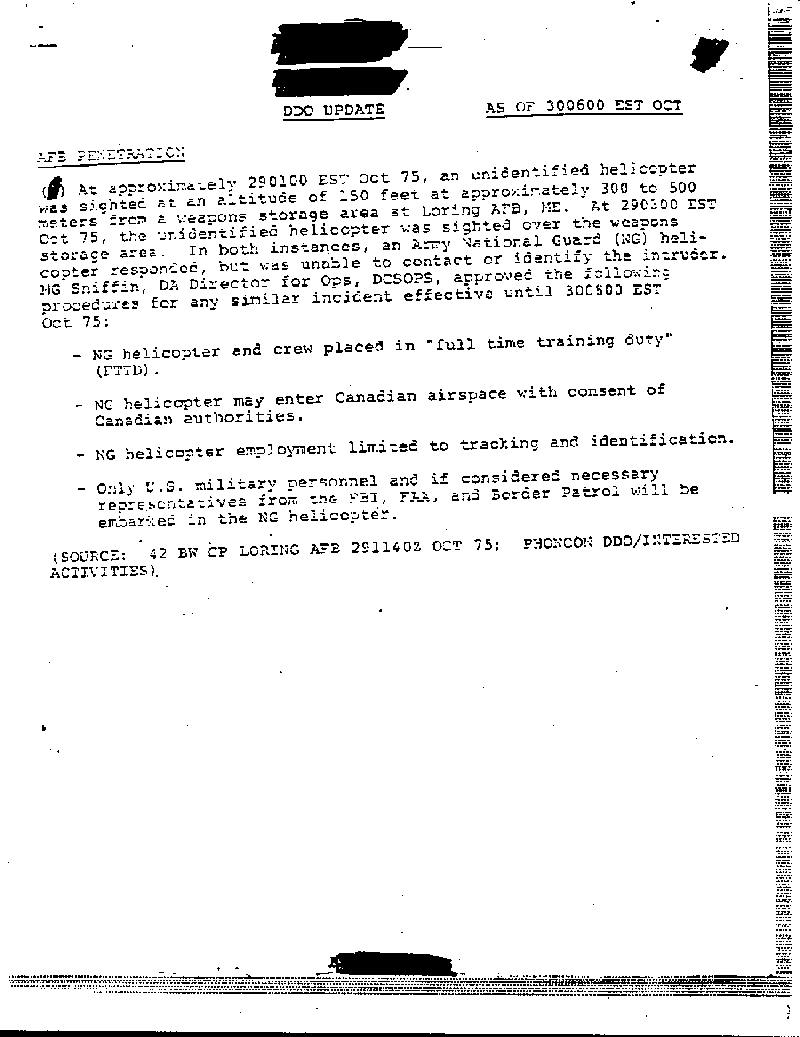 DDO UPDATE AS OF 300600 EST OCT
AFB PENETRATION
At approximately 290100 EST Oct 75, an unidentified helicopter
was sighted at an altitude of 150 feet at approximately 300 to 500
meters from a weapons storage area at Loring AFB, ME. At 290300 EST
Oct 75, the unidentified helicopter was sighted over the weapons
storage area. In both instances, an Army National Guard (NG) heli-
copter responded, but was unable to contact or identify the intruder.
MG Sniffin, DA Director for Ops, DCSOPS, approved the following
procedures for any similar incident effective until EST
Oct 75:
- NG helicopter and crew placed in "full time training duty"
(FTTD).
- NG helicopter may enter Canadian airspace with consent of
Canadian authorities.
- NG helicopter employment limited to tracking and identification.
- Only U.S. military personnel and if considered necessary
representatives from the FBI, FAA, and Border Patrol will be
embarked in the NG helicopter.
(SOURCE: 42 BW CP LORING AFB 291140Z OCT 75; PHONCON DDO/INTERESTED
ACTIVITIES).